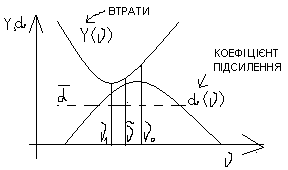 Y,α
ВТРАТИ
Y(ν)
КОЕФІЦІЄНТ
ПІДСИЛЕННЯ
α(ν)
α̅
ν₁ ν̃ ν₀
ν